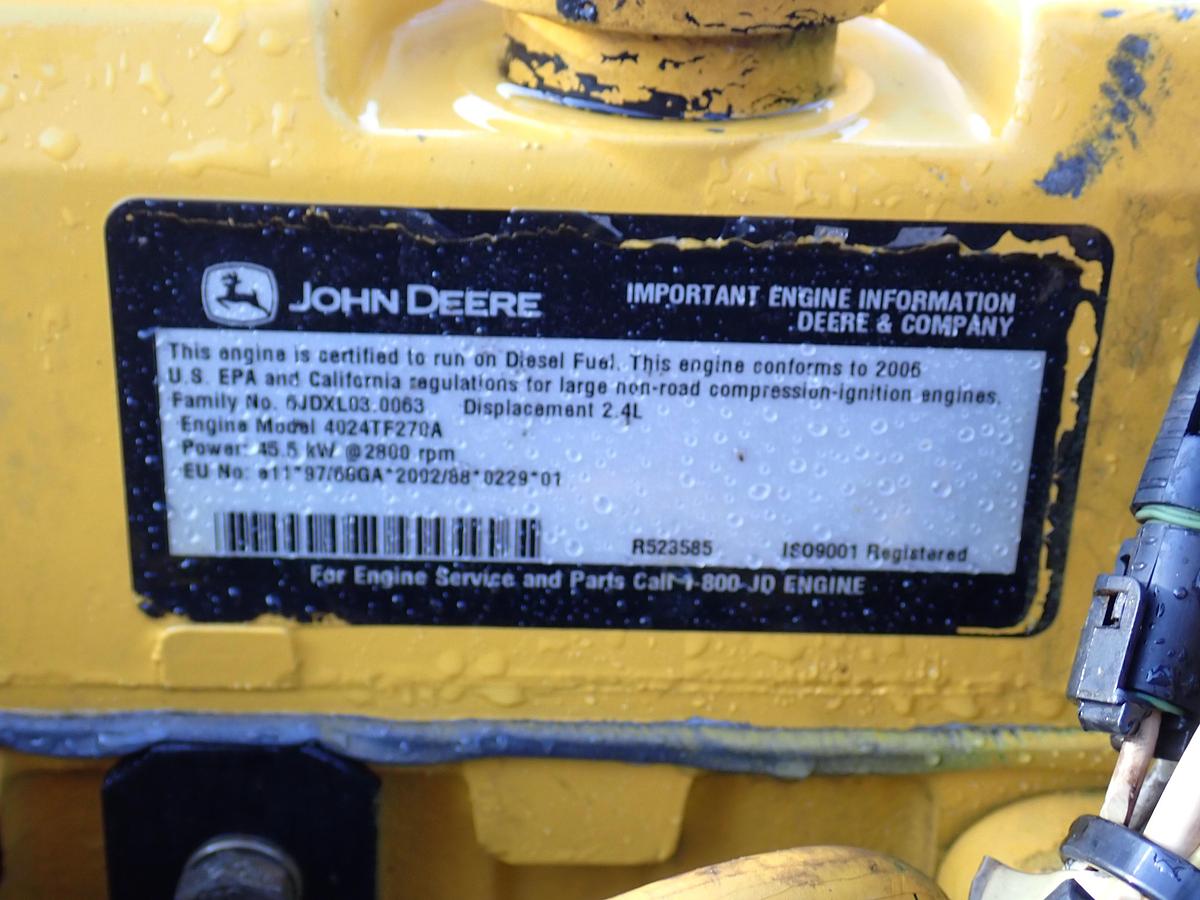 JOHN DEERE
IMPORTANT ENGINE INFORMATION
DEERE & COMPANY
This engine is certified to run on Diesel Fuel. This engine conforms to 2006
U.S. EPA and California regulations for large non-road compression-ignition engines.
Family No. 6JDXL03.0063 Displacement 2.4L
Engine Model 4024TF270A
Power: 45.5 kW @2800 rpm
EU No: e11*97/68GA*2002/88*0229*01
R523585 ISO9001 Registered
For Engine Service and Parts Call 1-800-JD ENGINE